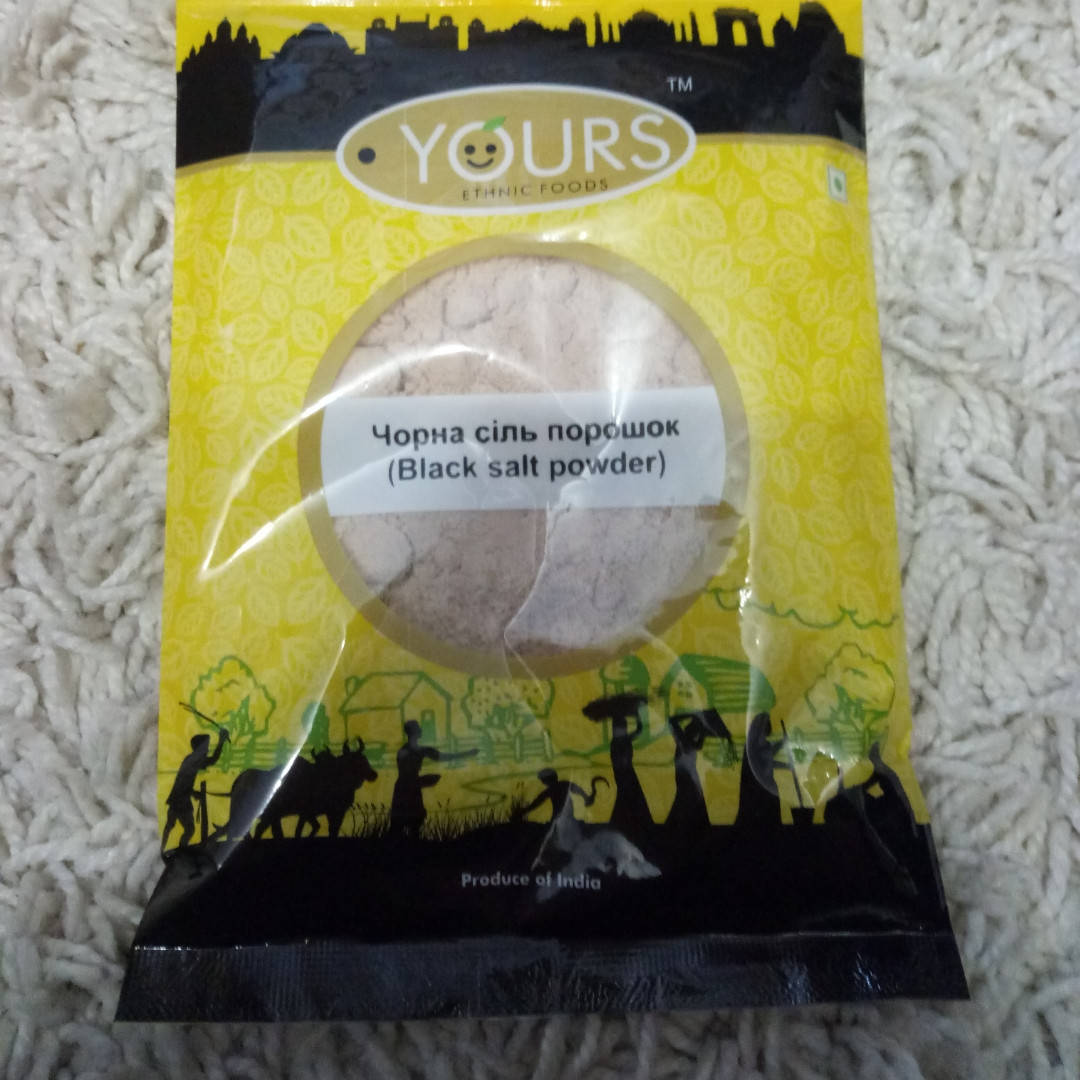 TM
YOURS
ETHNIC FOODS
Чорна сіль порошок
(Black salt powder)
Produce of India